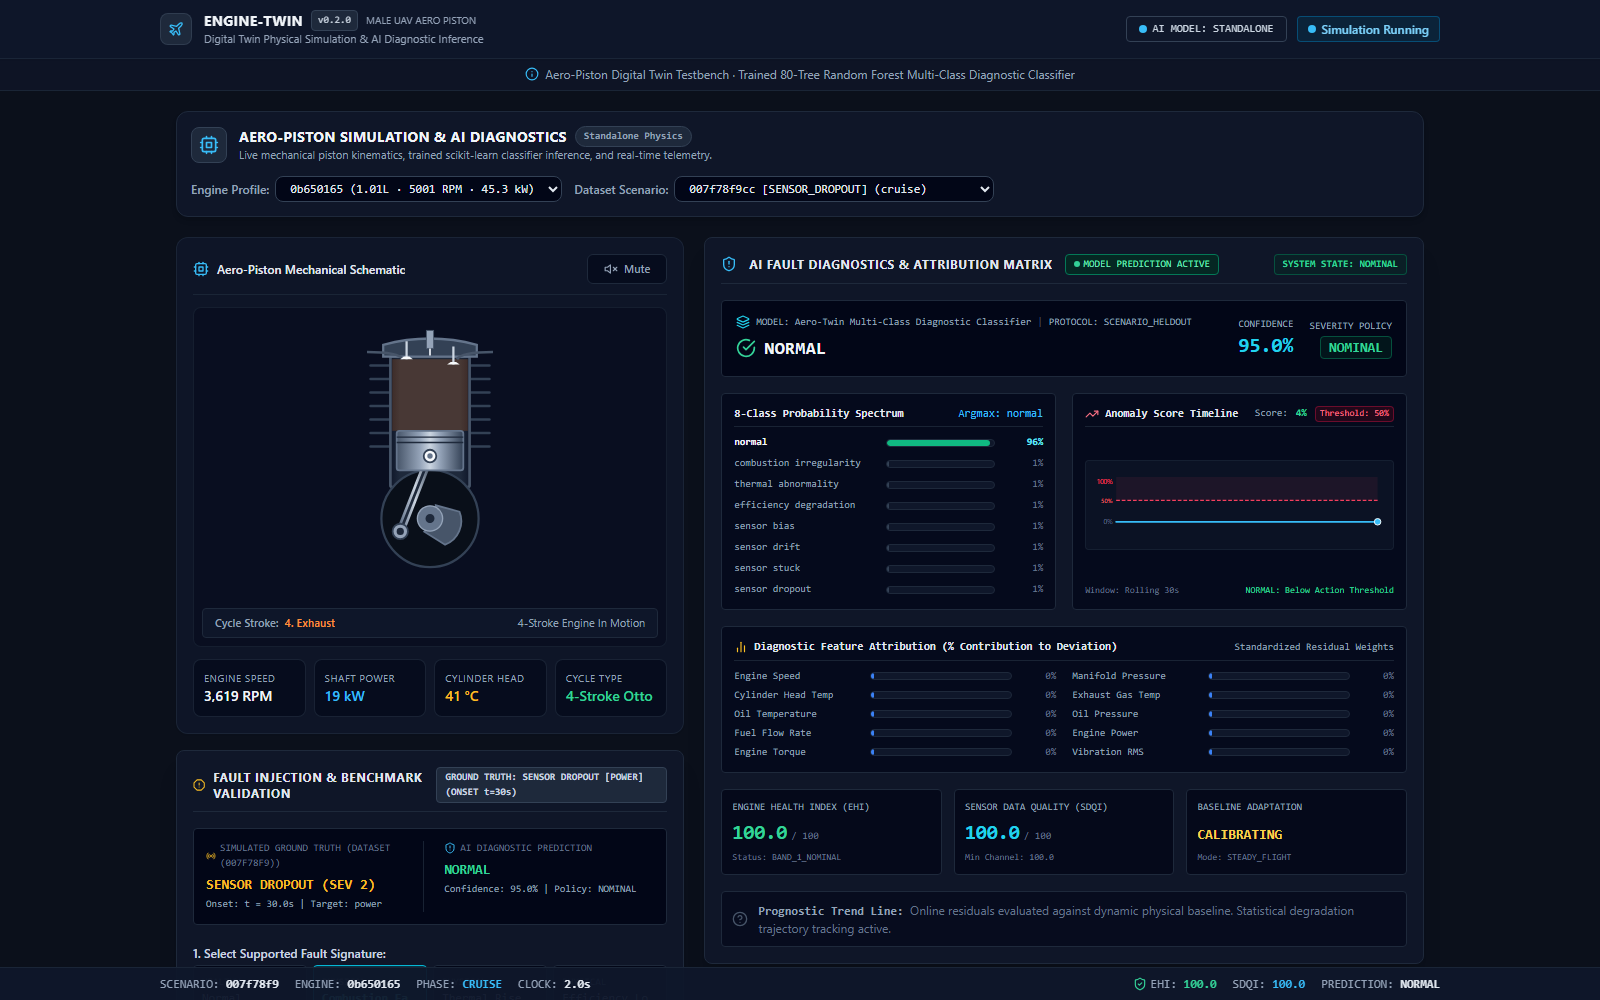 ENGINE-TWIN v0.2.0 MALE UAV AERO PISTON
Digital Twin Physical Simulation & AI Diagnostic Inference
AI MODEL: STANDALONE
Simulation Running
Aero-Piston Digital Twin Testbench · Trained 80-Tree Random Forest Multi-Class Diagnostic Classifier
AERO-PISTON SIMULATION & AI DIAGNOSTICS Standalone Physics
Live mechanical piston kinematics, trained scikit-learn classifier inference, and real-time telemetry.
Engine Profile: 0b650165 (1.01L · 5001 RPM · 45.3 kW) Dataset Scenario: 007f78f9cc [SENSOR_DROPOUT] (cruise)
Aero-Piston Mechanical Schematic
Mute
Cycle Stroke: 4. Exhaust
4-Stroke Engine In Motion
ENGINE SPEED
3,619 RPM
SHAFT POWER
19 kW
CYLINDER HEAD
41 °C
CYCLE TYPE
4-Stroke Otto
FAULT INJECTION & BENCHMARK
VALIDATION
GROUND TRUTH: SENSOR DROPOUT [POWER]
(ONSET t=30s)
SIMULATED GROUND TRUTH (DATASET
(007F78F9))
SENSOR DROPOUT (SEV 2)
Onset: t = 30.0s | Target: power
AI DIAGNOSTIC PREDICTION
NORMAL
Confidence: 95.0% | Policy: NOMINAL
1. Select Supported Fault Signature:
AI FAULT DIAGNOSTICS & ATTRIBUTION MATRIX
MODEL PREDICTION ACTIVE
SYSTEM STATE: NOMINAL
MODEL: Aero-Twin Multi-Class Diagnostic Classifier | PROTOCOL: SCENARIO_HELDOUT
NORMAL
CONFIDENCE
95.0%
SEVERITY POLICY
NOMINAL
8-Class Probability Spectrum Argmax: normal
normal 96%
combustion irregularity 1%
thermal abnormality 1%
efficiency degradation 1%
sensor bias 1%
sensor drift 1%
sensor stuck 1%
sensor dropout 1%
Anomaly Score Timeline Score: 4% Threshold: 50%
100%
50%
0%
Window: Rolling 30s NORMAL: Below Action Threshold
Diagnostic Feature Attribution (% Contribution to Deviation) Standardized Residual Weights
Engine Speed 0% Manifold Pressure 0%
Cylinder Head Temp 0% Exhaust Gas Temp 0%
Oil Temperature 0% Oil Pressure 0%
Fuel Flow Rate 0% Engine Power 0%
Engine Torque 0% Vibration RMS 0%
ENGINE HEALTH INDEX (EHI)
100.0 / 100
Status: BAND_1_NOMINAL
SENSOR DATA QUALITY (SDQI)
100.0 / 100
Min Channel: 100.0
BASELINE ADAPTATION
CALIBRATING
Mode: STEADY_FLIGHT
Prognostic Trend Line: Online residuals evaluated against dynamic physical baseline. Statistical degradation
trajectory tracking active.
SCENARIO: 007f78f9 ENGINE: 0b650165 PHASE: CRUISE CLOCK: 2.0s
EHI: 100.0 SDQI: 100.0 PREDICTION: NORMAL